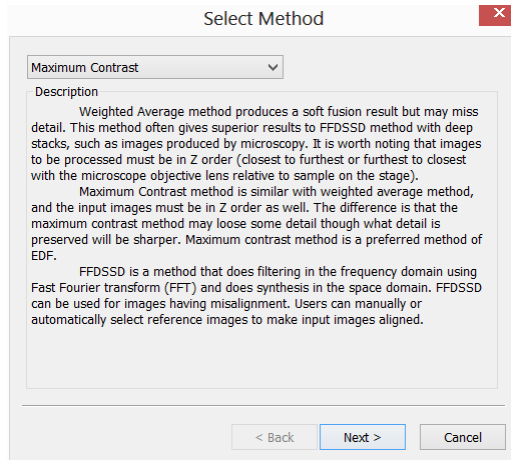 Select Method
Maximum Contrast
Description
Weighted Average method produces a soft fusion result but may miss
detail. This method often gives superior results to FFDSSD method with deep
stacks, such as images produced by microscopy. It is worth noting that images
to be processed must be in Z order (closest to furthest or furthest to closest
with the microscope objective lens relative to sample on the stage).
Maximum Contrast method is similar with weighted average method,
and the input images must be in Z order as well. The difference is that the
maximum contrast method may loose some detail though what detail is
preserved will be sharper. Maximum contrast method is a preferred method of
EDF.
FFDSSD is a method that does filtering in the frequency domain using
Fast Fourier transform (FFT) and does synthesis in the space domain. FFDSSD
can be used for images having misalignment. Users can manually or
automatically select reference images to make input images aligned.
< Back Next > Cancel